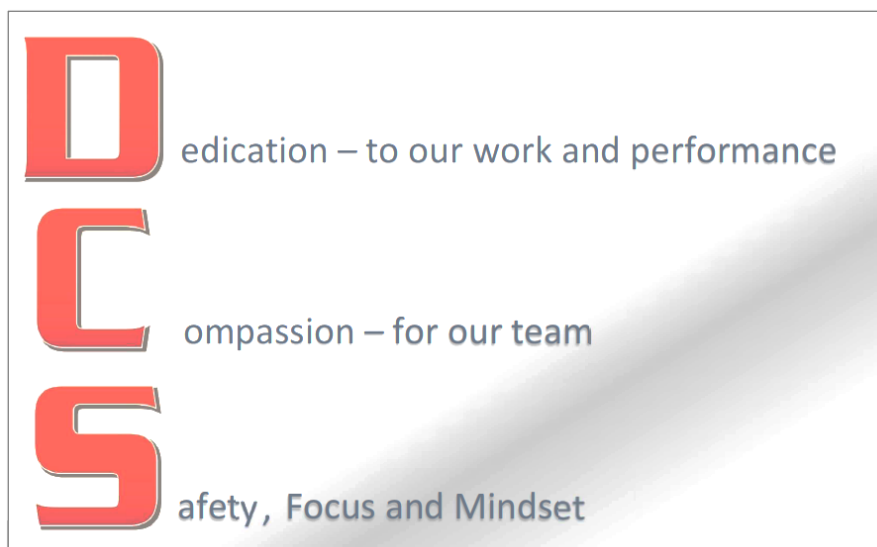 Dedication – to our work and performance
Compassion – for our team
Safety, Focus and Mindset